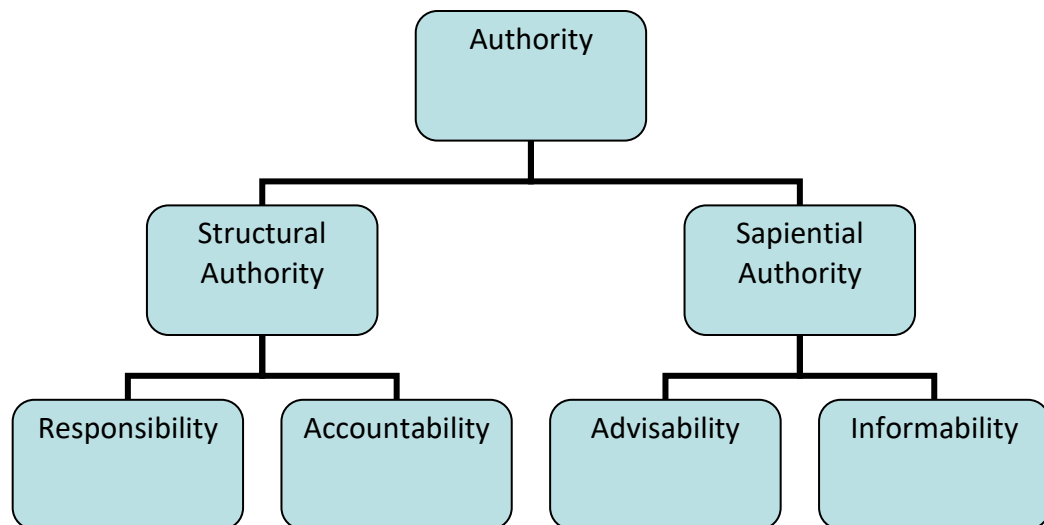 Authority
Structural
Authority
Sapiential
Authority
Responsibility
Accountability
Advisability
Informability